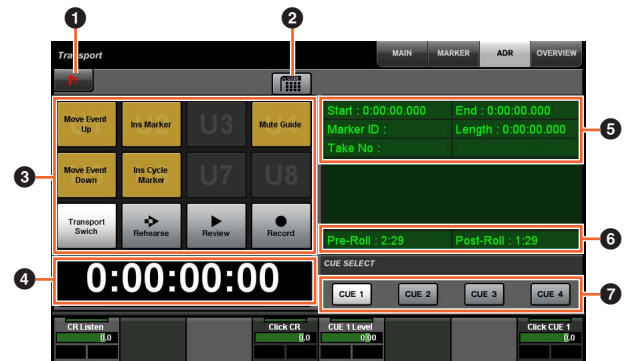 1
2
Transport
MAIN MARKER ADR OVERVIEW
Move Event Up
Ins Marker
U3
Mute Guide
Start : 0:00:00.000 End : 0:00:00.000
Marker ID : Length : 0:00:00.000
Take No :
5
3
Move Event Down
Ins Cycle Marker
U7
U8
Transport Swich
Rehearse
Review
Record
Pre-Roll : 2:29 Post-Roll : 1:29
6
4
0:00:00:00
CUE SELECT
CUE 1 CUE 2 CUE 3 CUE 4
7
CR Listen
0.0
Click CR
0.0
CUE 1 Level
0.00
Click CUE 1
0.0